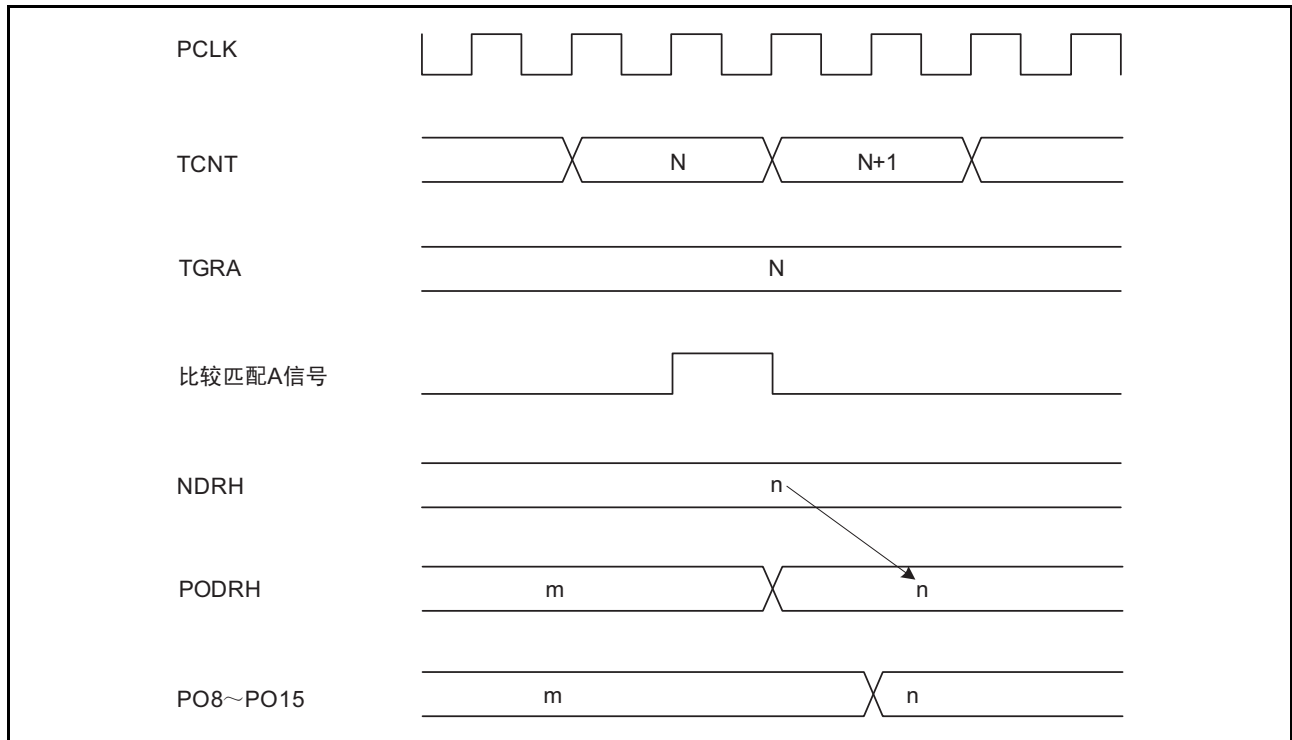 PCLK
TCNT N N+1
TGRA N
比较匹配A信号
NDRH n
PODRH m n
PO8～PO15 m n